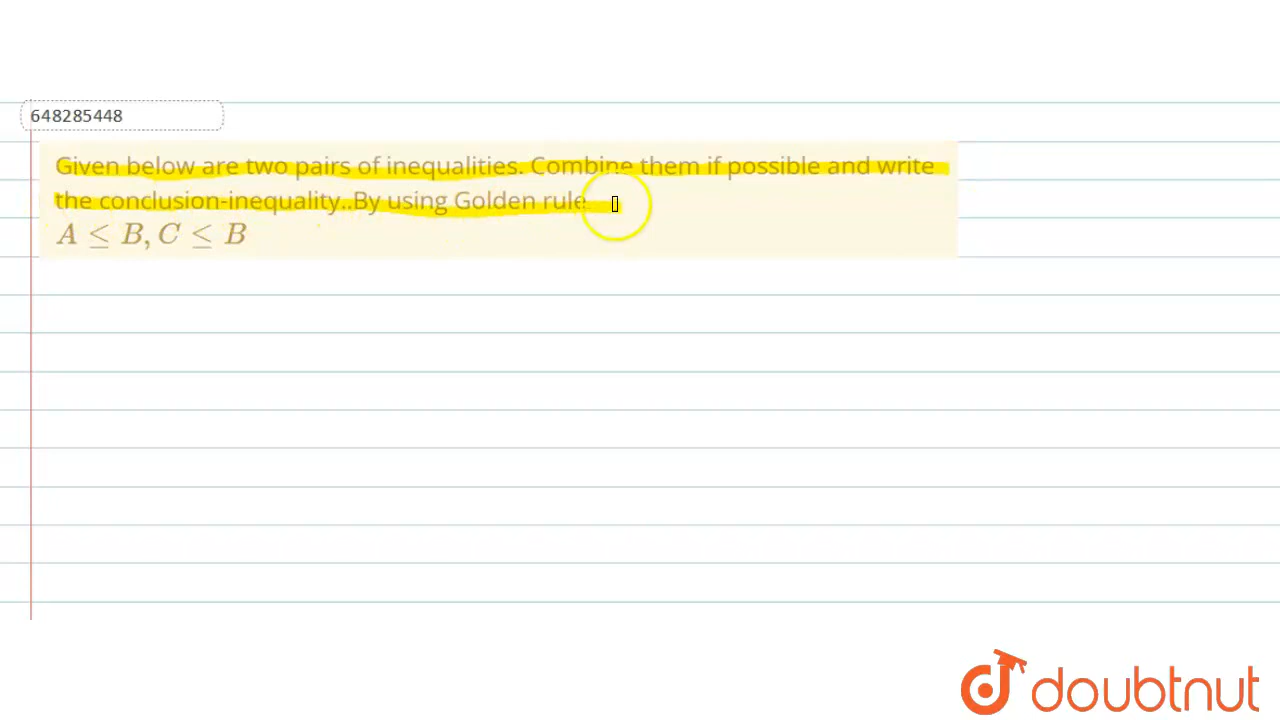 648285448
Given below are two pairs of inequalities. Combine them if possible and write
the conclusion-inequality..By using Golden rule
A ≤ B, C ≤ B
doubtnut